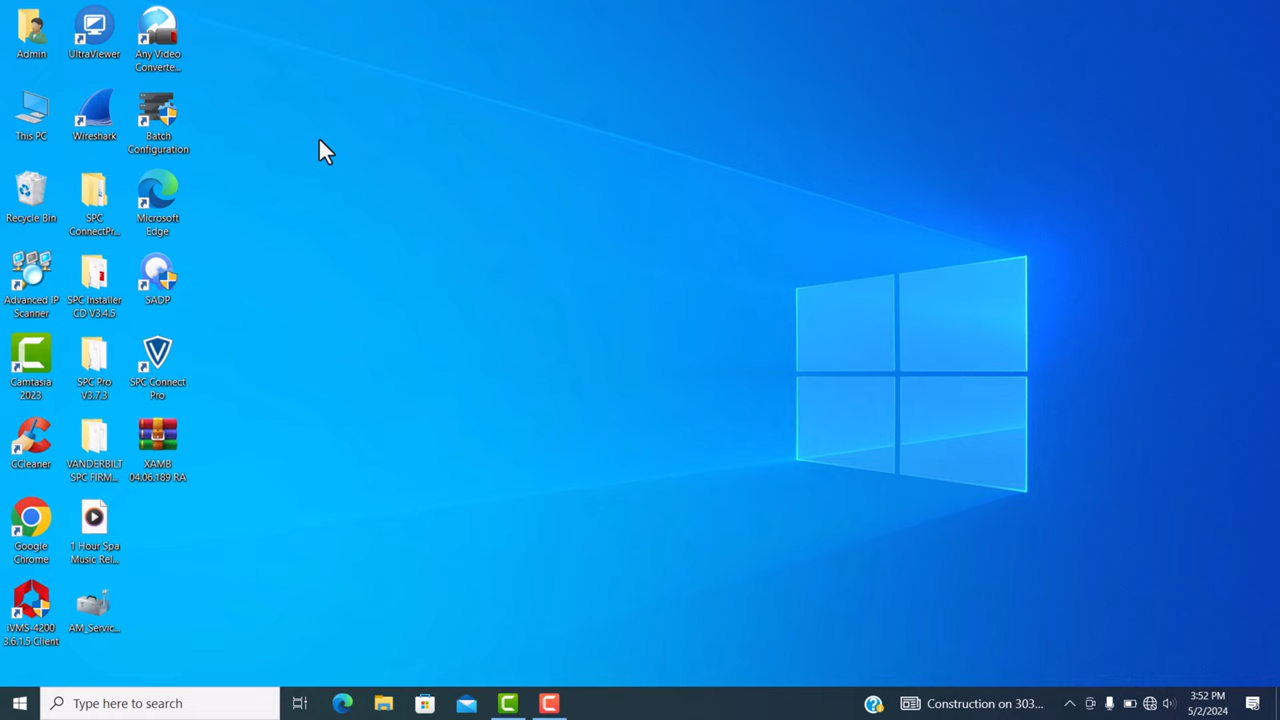 Admin
UltraViewer
Any Video
Converte...
This PC
Wireshark
Batch
Configuration
Recycle Bin
SPC
ConnectPr...
Microsoft
Edge
Advanced IP
Scanner
SPC Installer
CD V3.4.5
SADP
Camtasia
2023
SPC Pro
V3.7.3
SPC Connect
Pro
CCleaner
VANDERBILT
SPC FIRM...
XAMB
04.06.189 RA
Google
Chrome
1 Hour Spa
Music Rel...
iVMS-4200
3.6.1.5 Client
AM_Servic...
Type here to search
Construction on 303...
3:52 PM
5/2/2024